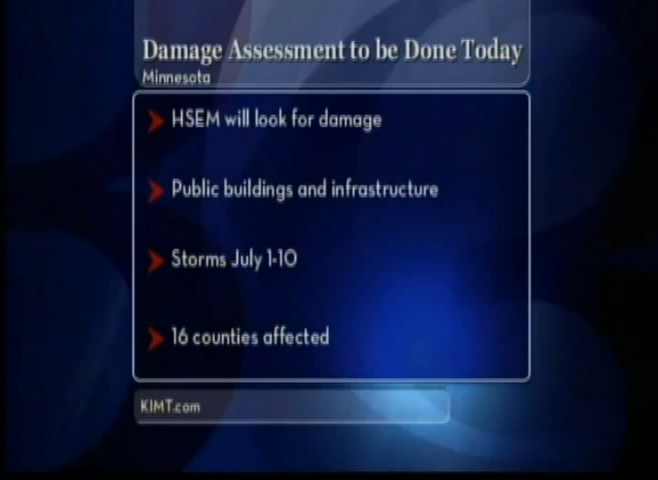 Damage Assessment to be Done Today
Minnesota
HSEM will look for damage
Public buildings and infrastructure
Storms July 1-10
16 counties affected
KIMT.com